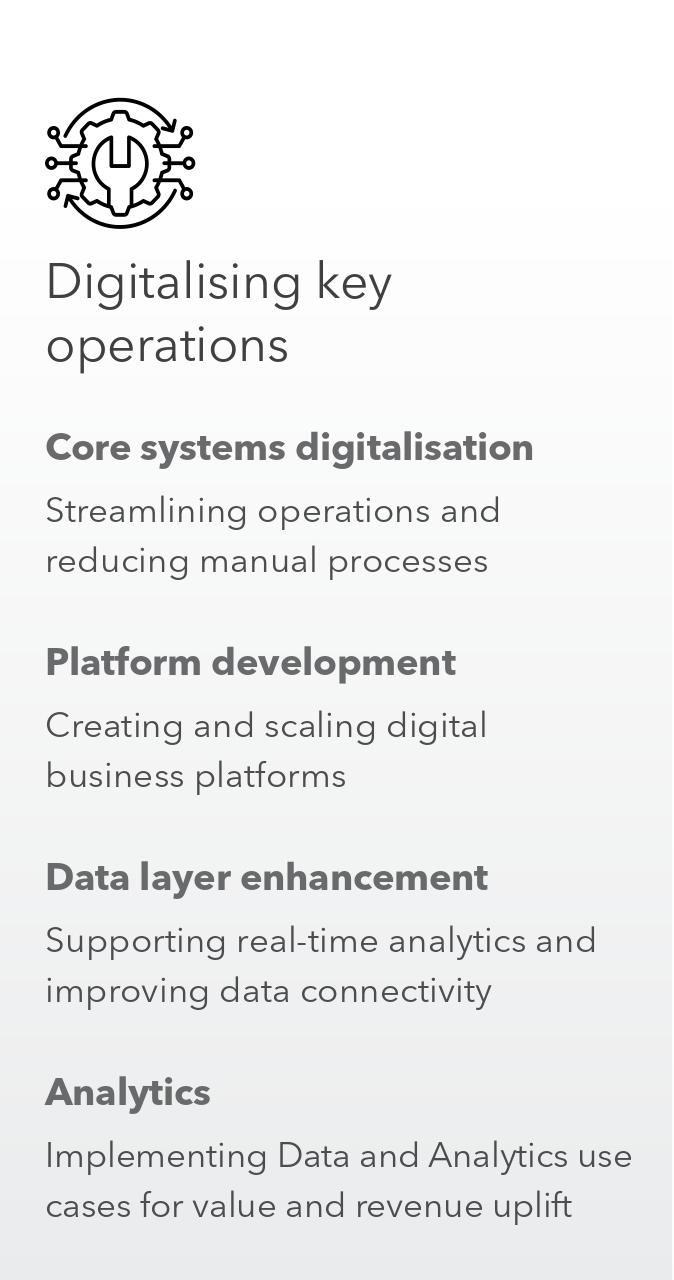 Digitalising key
operations
Core systems digitalisation
Streamlining operations and
reducing manual processes
Platform development
Creating and scaling digital
business platforms
Data layer enhancement
Supporting real-time analytics and
improving data connectivity
Analytics
Implementing Data and Analytics use
cases for value and revenue uplift